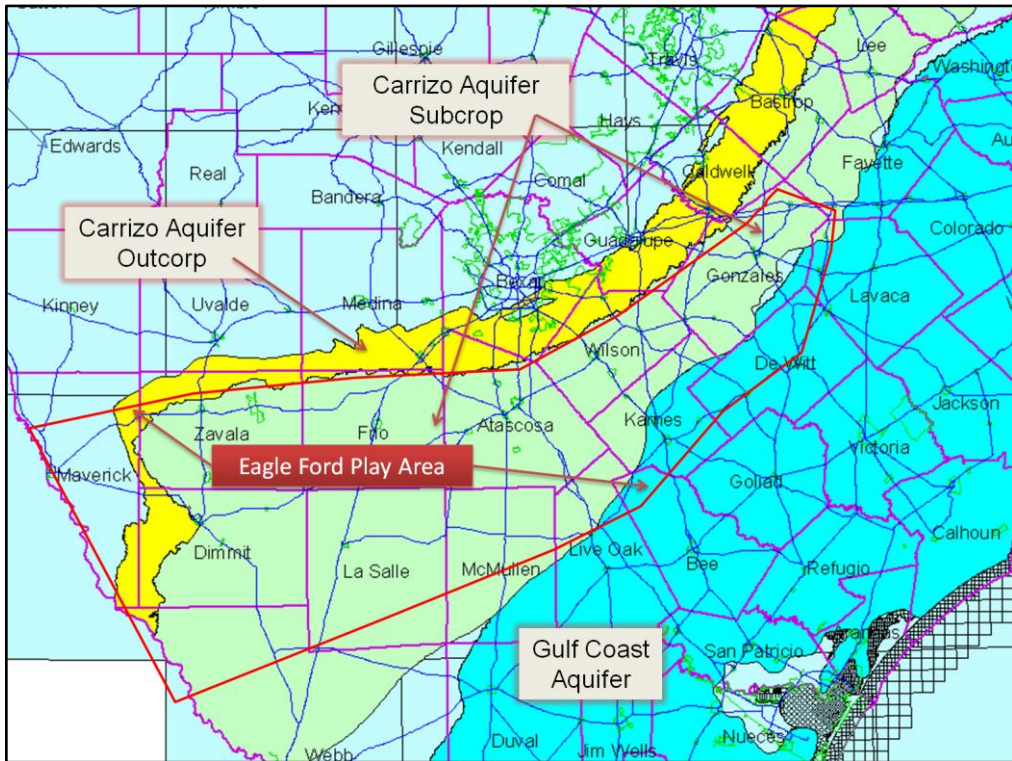 Gillespie
Travis
Lee
Washingt
Carrizo Aquifer
Subcrop
Bastrop
Hays
Edwards
Kendall
Fayette
Real
Comal
Caldwell
Bandera
Colorado
Carrizo Aquifer
Outcorp
Guadalupe
Gonzales
Bexar
Kinney
Uvalde
Medina
Lavaca
Wilson
De Witt
Jackson
Zavala
Frio
Atascosa
Karnes
Victoria
Eagle Ford Play Area
Maverick
Goliad
Calhoun
Dimmit
La Salle
McMullen
Live Oak
Bee
Refugio
Gulf Coast
Aquifer
Aransas
San Patricio
Nueces
Webb
Duval
Jim Wells